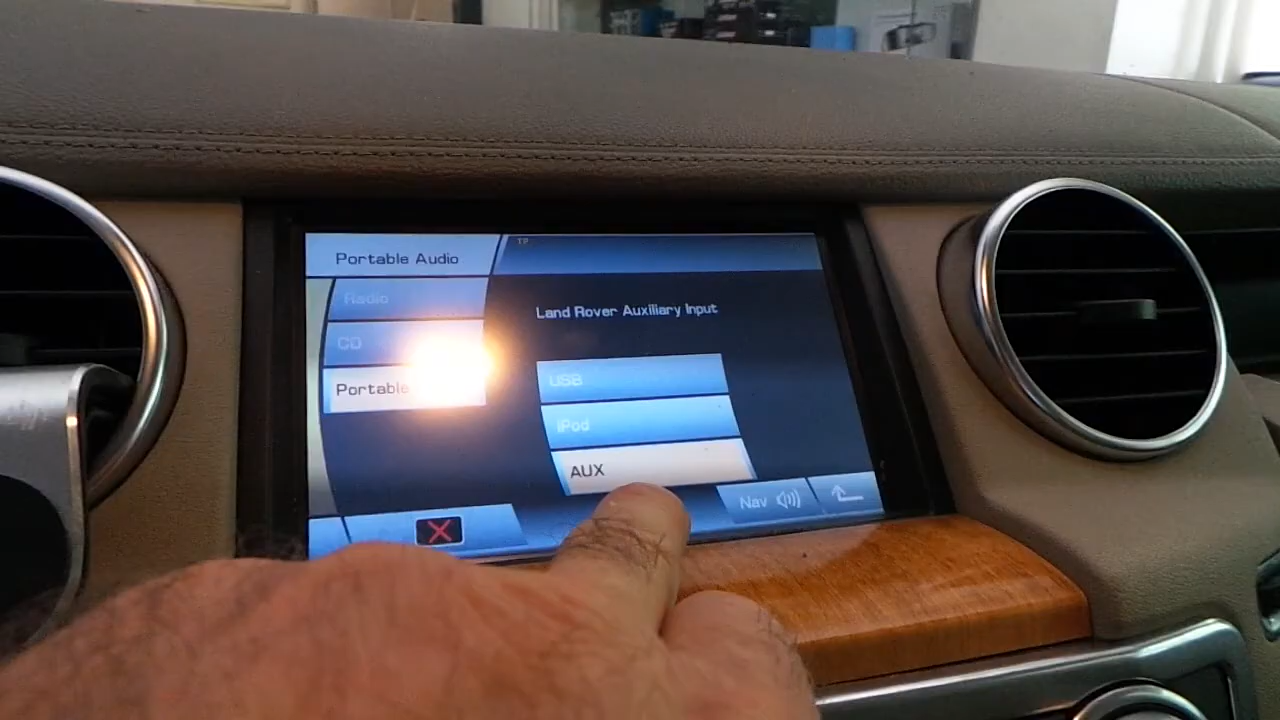 Portable Audio
TP
Radio
Land Rover Auxiliary Input
CD
USB
Portable
iPod
AUX
Nav